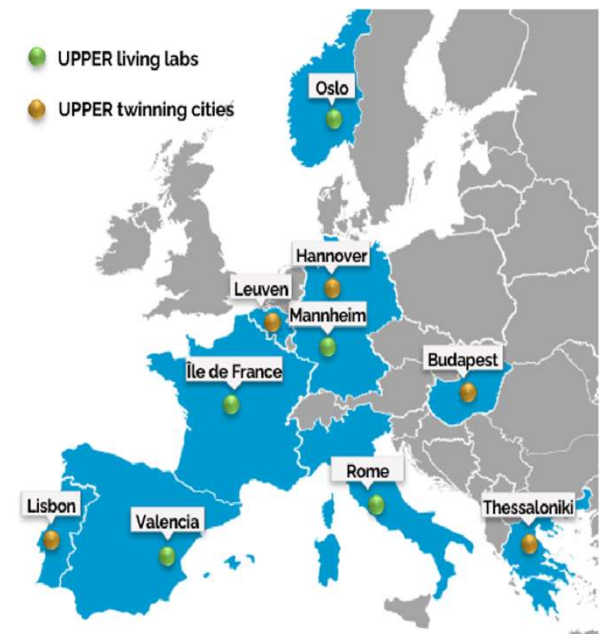 UPPER living labs
UPPER twinning cities
Oslo
Hannover
Leuven
Mannheim
Île de France
Budapest
Rome
Lisbon
Valencia
Thessaloniki